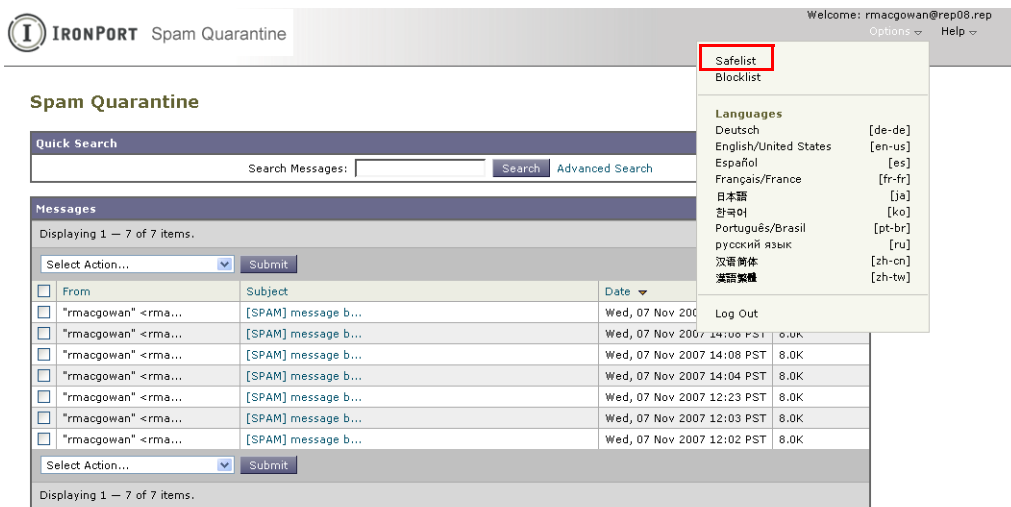 IRONPORT Spam Quarantine
Welcome: rmacgowan@rep08.rep
Options Help
Safelist
Blocklist
Languages
Deutsch [de-de]
English/United States [en-us]
Español [es]
Français/France [fr-fr]
日本語 [ja]
한국어 [ko]
Português/Brasil [pt-br]
русский язык [ru]
汉语简体 [zh-cn]
漢語繁體 [zh-tw]
Log Out
Spam Quarantine
Quick Search
Search Messages: Search Advanced Search
Messages
Displaying 1 — 7 of 7 items.
Select Action... Submit
From Subject Date
"rmacgowan" <rma... [SPAM] message b... Wed, 07 Nov 200
"rmacgowan" <rma... [SPAM] message b... Wed, 07 Nov 2007 14:08 PST 8.0K
"rmacgowan" <rma... [SPAM] message b... Wed, 07 Nov 2007 14:08 PST 8.0K
"rmacgowan" <rma... [SPAM] message b... Wed, 07 Nov 2007 14:04 PST 8.0K
"rmacgowan" <rma... [SPAM] message b... Wed, 07 Nov 2007 12:23 PST 8.0K
"rmacgowan" <rma... [SPAM] message b... Wed, 07 Nov 2007 12:03 PST 8.0K
"rmacgowan" <rma... [SPAM] message b... Wed, 07 Nov 2007 12:02 PST 8.0K
Select Action... Submit
Displaying 1 — 7 of 7 items.